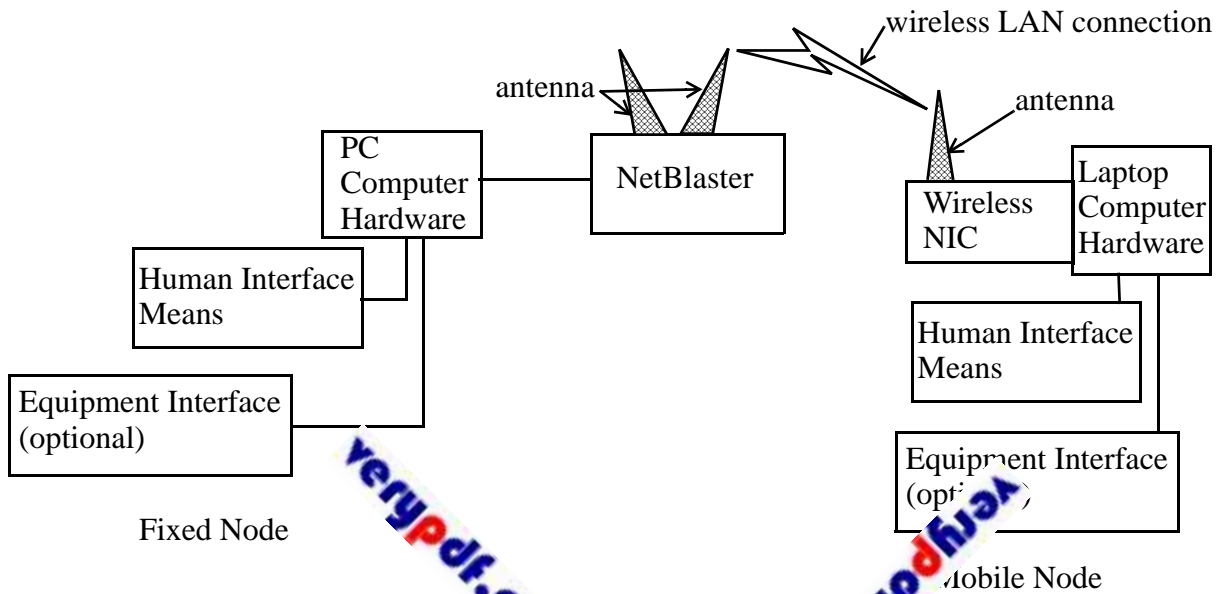 wireless LAN connection
antenna
antenna
PC
Computer
Hardware
NetBlaster
Wireless
NIC
Laptop
Computer
Hardware
Human Interface
Means
Human Interface
Means
Equipment Interface
(optional)
Equipment Interface
Fixed Node
verypdf.
Node